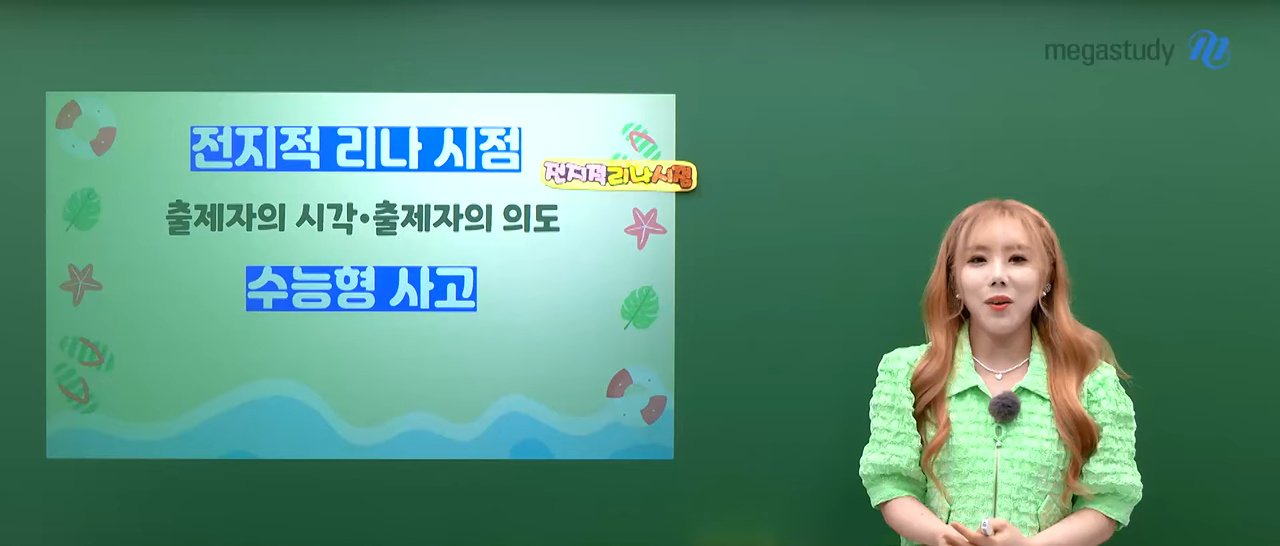 megastudy
전지적 리나 시점
전지적리나시점
출제자의 시각•출제자의 의도
수능형 사고